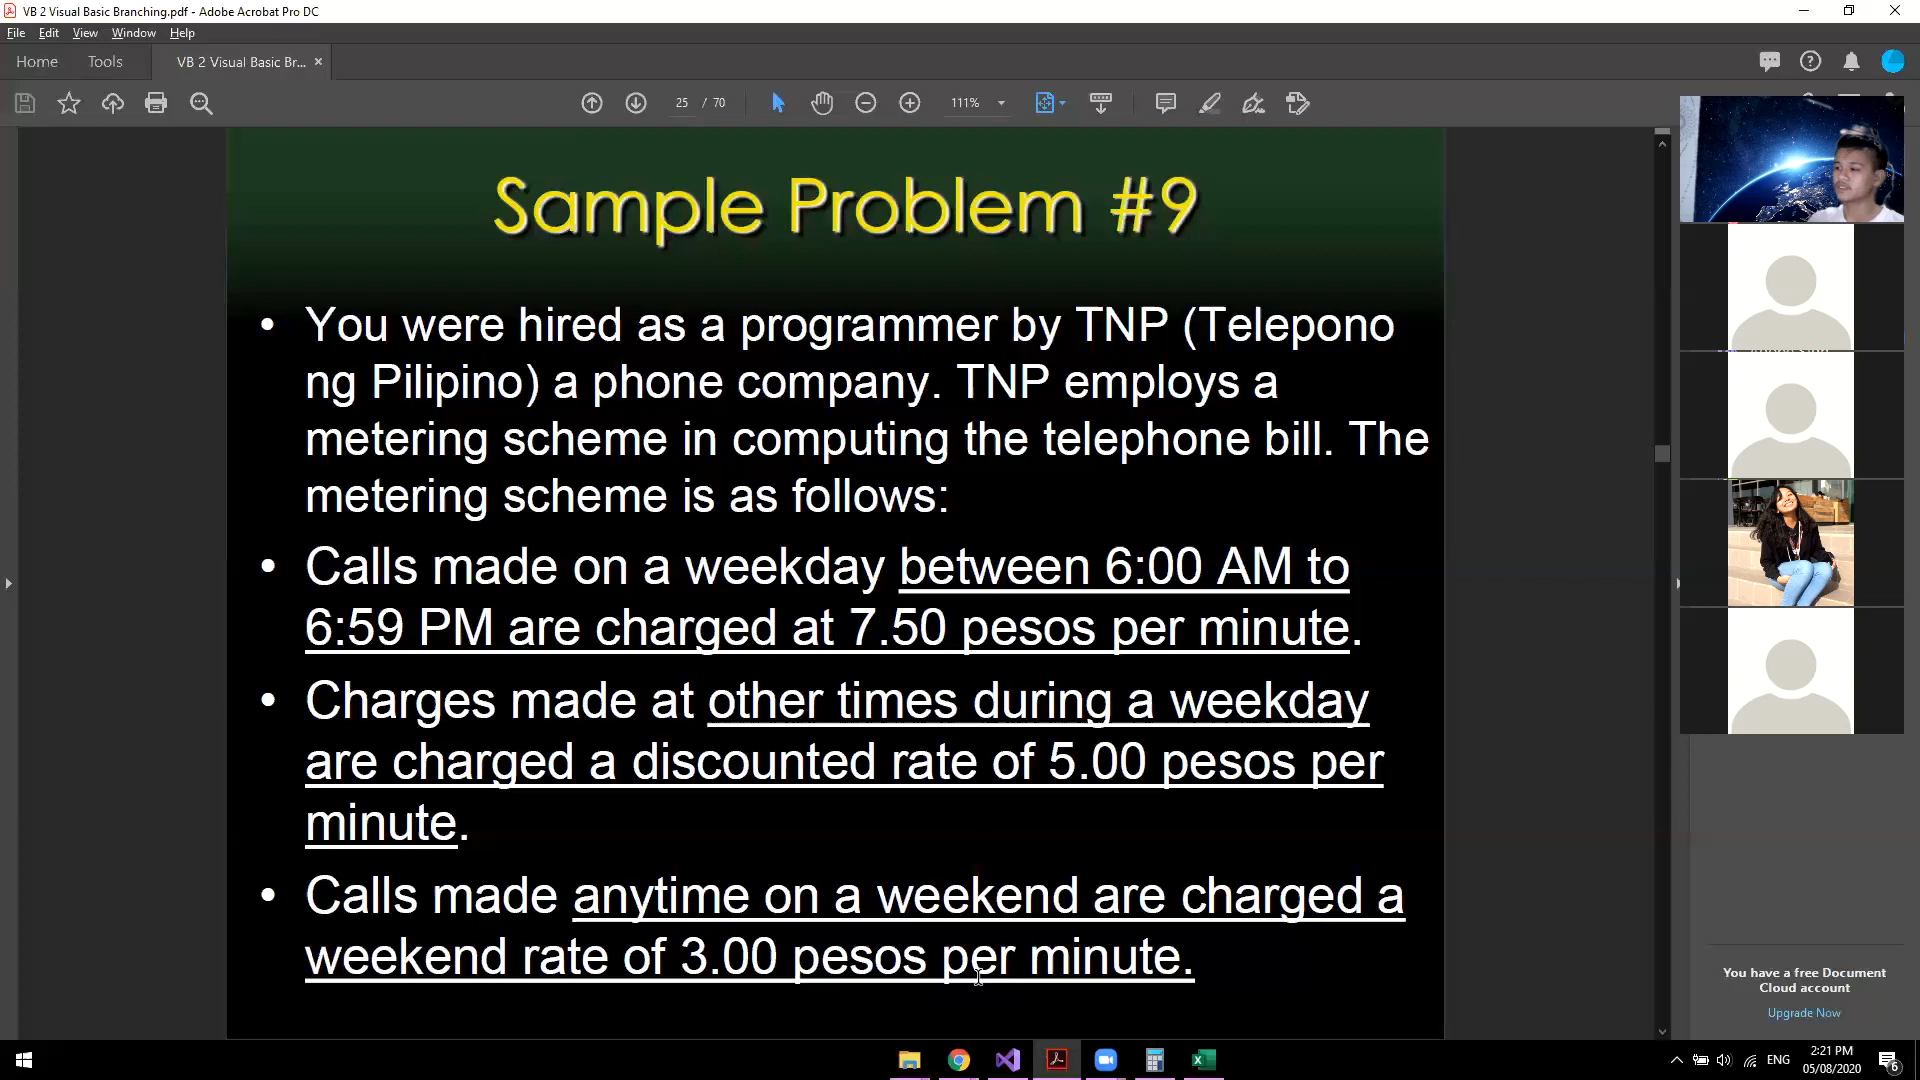 VB 2 Visual Basic Branching.pdf - Adobe Acrobat Pro DC
File Edit View Window Help
Home Tools VB 2 Visual Basic Br... ×
25 / 70 111%
Sample Problem #9
• You were hired as a programmer by TNP (Telepono
ng Pilipino) a phone company. TNP employs a
metering scheme in computing the telephone bill. The
metering scheme is as follows:
• Calls made on a weekday between 6:00 AM to
6:59 PM are charged at 7.50 pesos per minute.
• Charges made at other times during a weekday
are charged a discounted rate of 5.00 pesos per
minute.
• Calls made anytime on a weekend are charged a
weekend rate of 3.00 pesos per minute.
You have a free Document
Cloud account
Upgrade Now
ENG
2:21 PM
05/08/2020
6